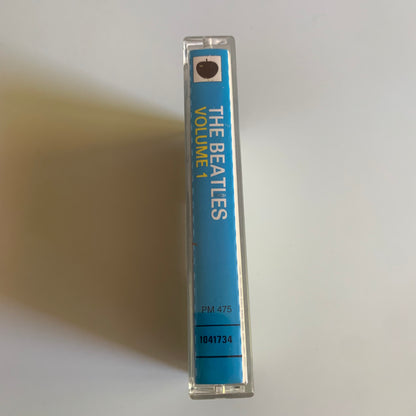 THE BEATLES
VOLUME 1
PM 475
1041734